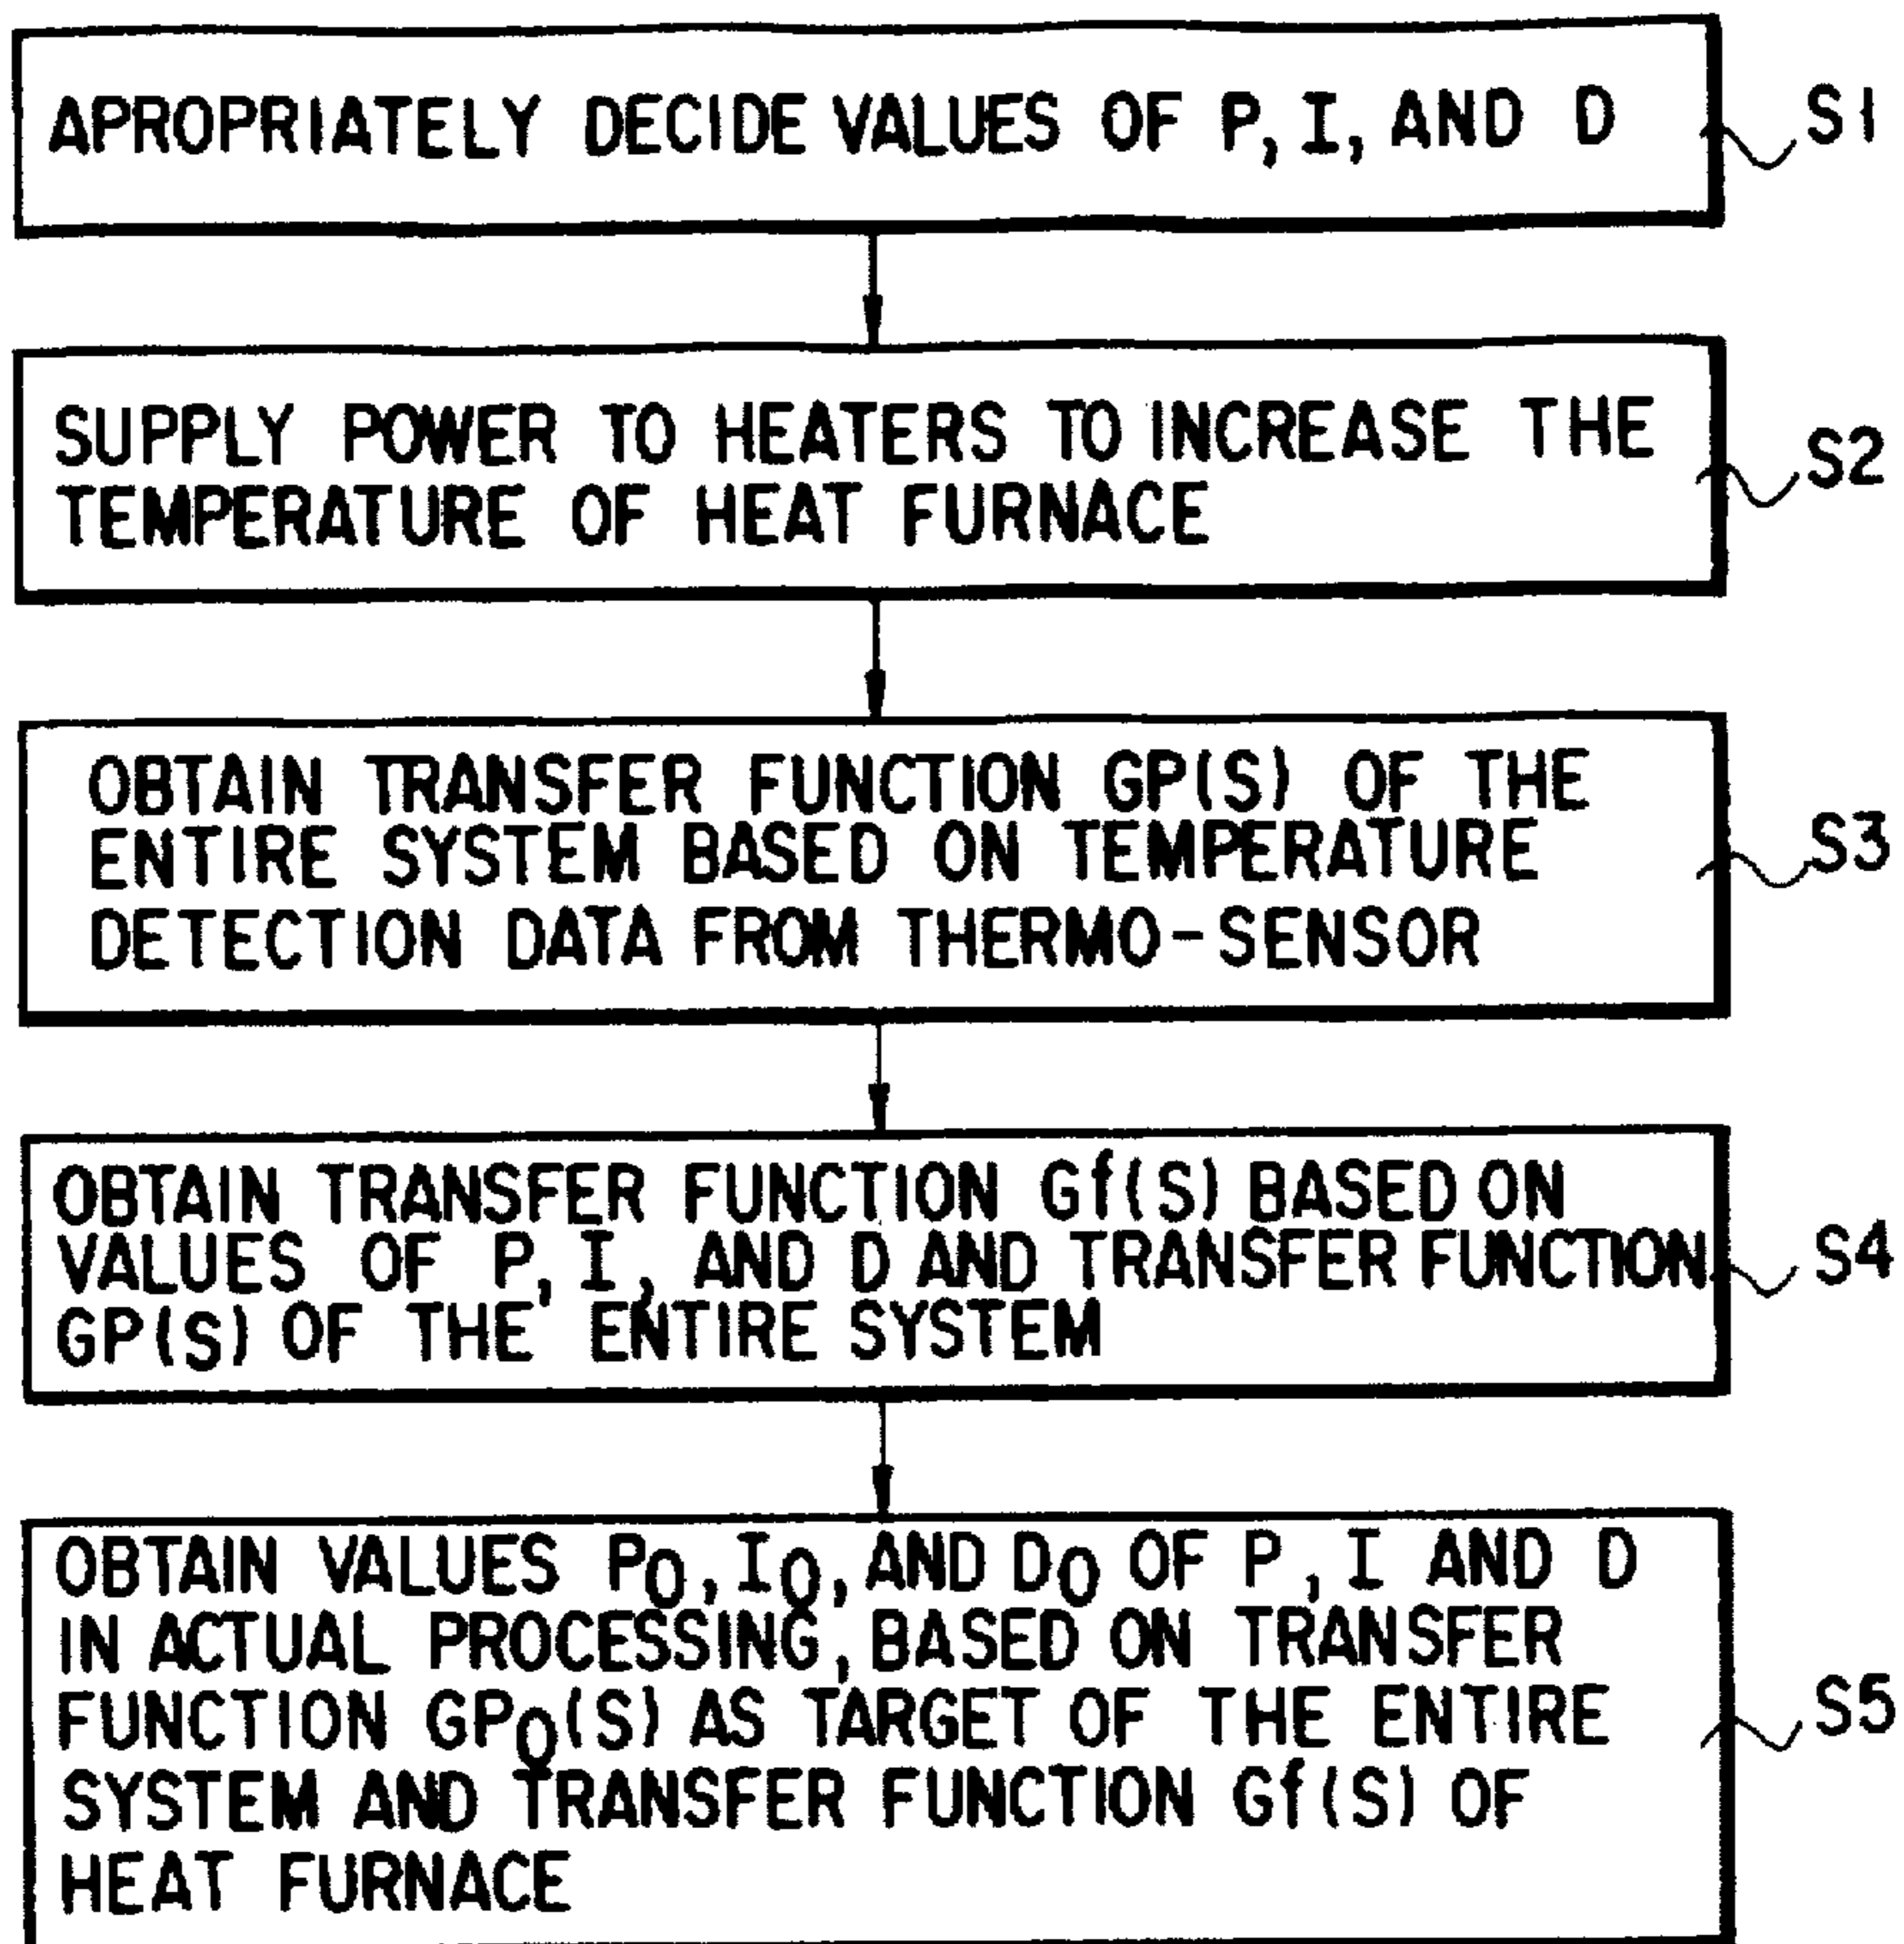 APROPRIATELY DECIDE VALUES OF P, I, AND D
S1
SUPPLY POWER TO HEATERS TO INCREASE THE
TEMPERATURE OF HEAT FURNACE
S2
OBTAIN TRANSFER FUNCTION GP(S) OF THE
ENTIRE SYSTEM BASED ON TEMPERATURE
DETECTION DATA FROM THERMO-SENSOR
S3
OBTAIN TRANSFER FUNCTION Gf(S) BASED ON
VALUES OF P, I, AND D AND TRANSFER FUNCTION
GP(S) OF THE ENTIRE SYSTEM
S4
OBTAIN VALUES P0, I0, AND D0 OF P, I AND D
IN ACTUAL PROCESSING, BASED ON TRANSFER
FUNCTION GP0(S) AS TARGET OF THE ENTIRE
SYSTEM AND TRANSFER FUNCTION Gf(S) OF
HEAT FURNACE
S5